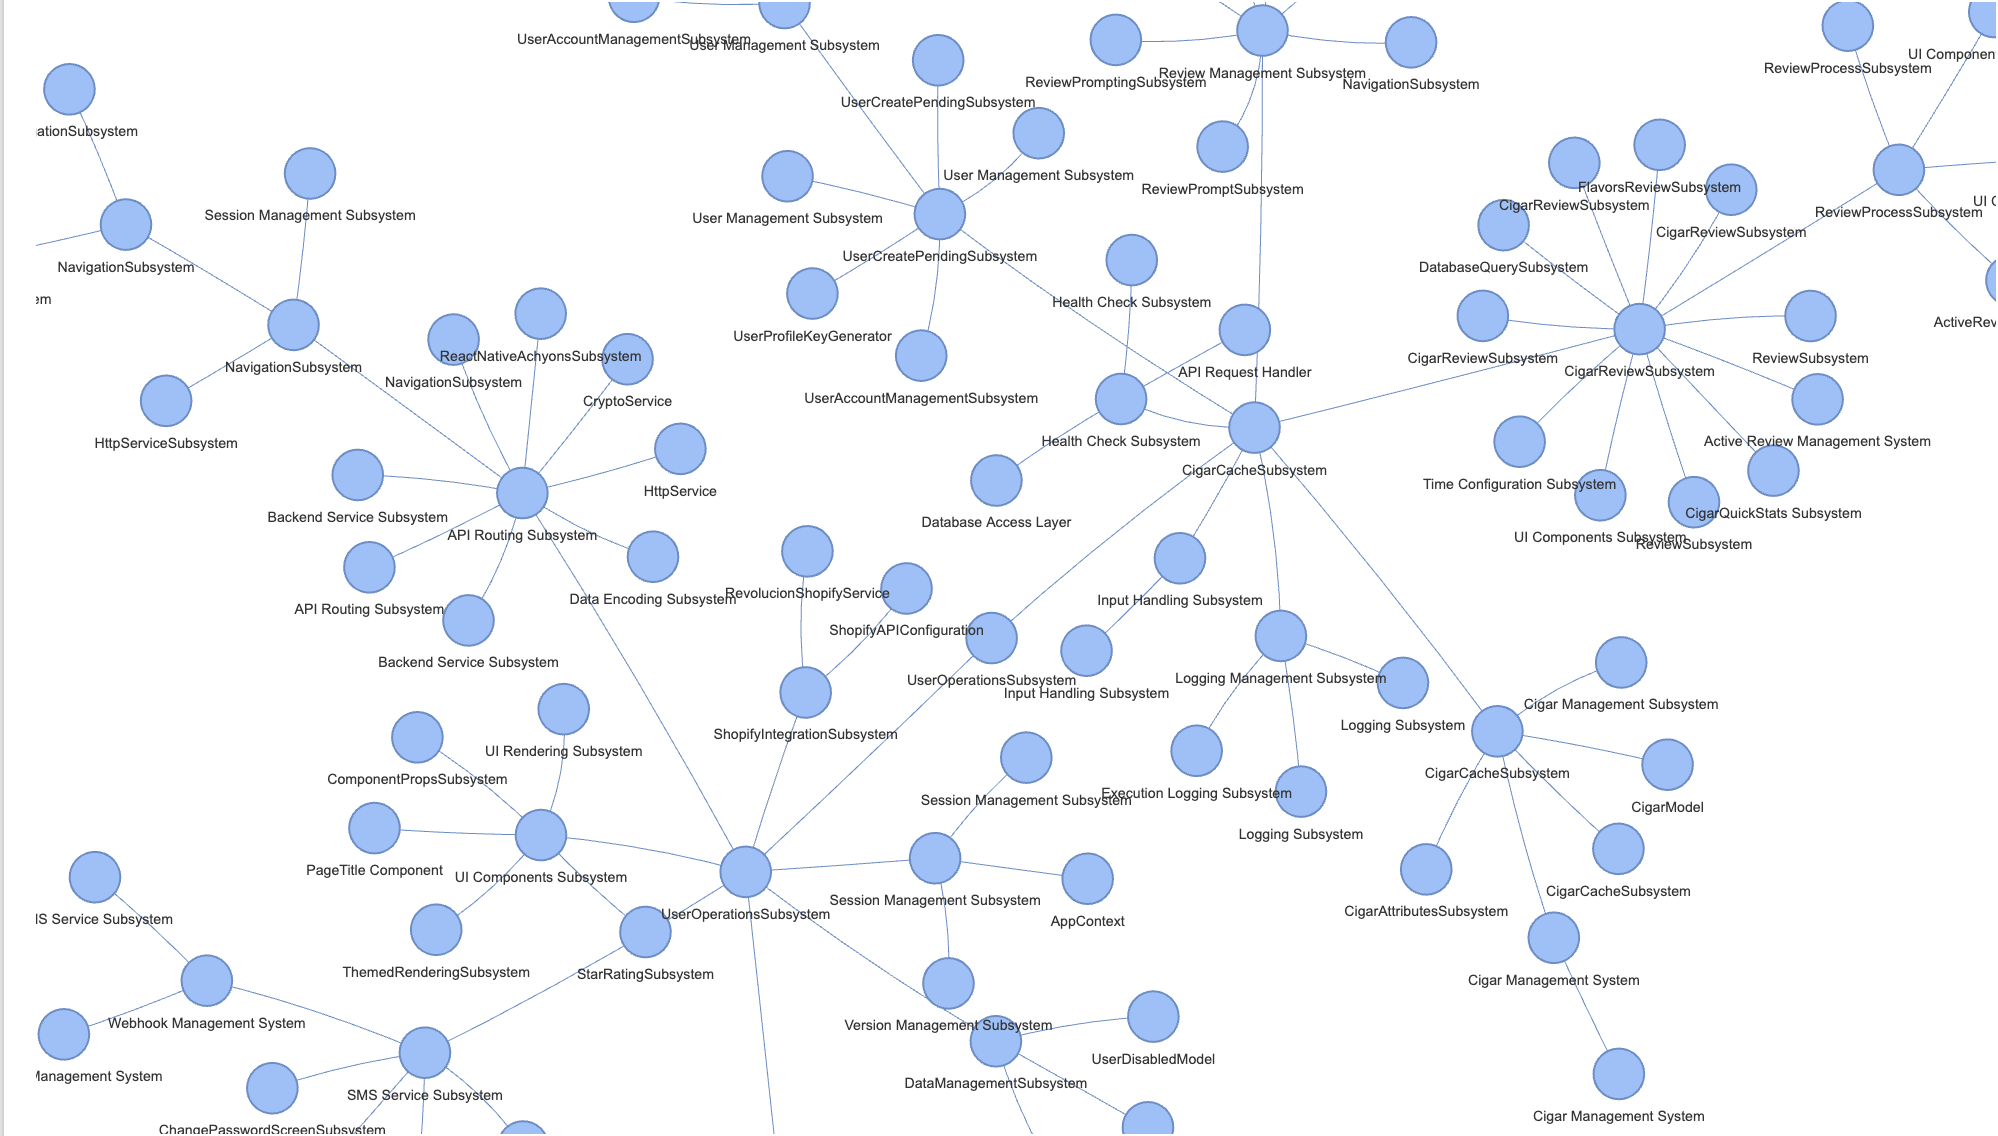 UserAccountManagementSubsystem
User Management Subsystem
UserCreatePendingSubsystem
ReviewPromptingSubsystem
Review Management Subsystem
NavigationSubsystem
ReviewProcessSubsystem
UI Componen
ationSubsystem
Session Management Subsystem
User Management Subsystem
User Management Subsystem
ReviewPromptSubsystem
FlavorsReviewSubsystem
CigarReviewSubsystem
CigarReviewSubsystem
ReviewProcessSubsystem
UI C
NavigationSubsystem
UserCreatePendingSubsystem
DatabaseQuerySubsystem
em
Health Check Subsystem
UserProfileKeyGenerator
ActiveRev
NavigationSubsystem
ReactNativeAchyonsSubsystem
NavigationSubsystem
CryptoService
UserAccountManagementSubsystem
API Request Handler
CigarReviewSubsystem
CigarReviewSubsystem
ReviewSubsystem
HttpServiceSubsystem
Health Check Subsystem
Active Review Management System
CigarCacheSubsystem
HttpService
Time Configuration Subsystem
Backend Service Subsystem
Database Access Layer
CigarQuickStats Subsystem
API Routing Subsystem
UI Components Subsystem
ReviewSubsystem
API Routing Subsystem
Data Encoding Subsystem
RevolucionShopifyService
Input Handling Subsystem
ShopifyAPIConfiguration
Backend Service Subsystem
UserOperationsSubsystem
Input Handling Subsystem
Logging Management Subsystem
Cigar Management Subsystem
ShopifyIntegrationSubsystem
Logging Subsystem
UI Rendering Subsystem
ComponentPropsSubsystem
CigarCacheSubsystem
Session Management Subsystem
Execution Logging Subsystem
CigarModel
Logging Subsystem
PageTitle Component
UI Components Subsystem
CigarCacheSubsystem
Session Management Subsystem
CigarAttributesSubsystem
UserOperationsSubsystem
AppContext
MS Service Subsystem
ThemedRenderingSubsystem
StarRatingSubsystem
Cigar Management System
Webhook Management System
Version Management Subsystem
UserDisabledModel
Management System
DataManagementSubsystem
SMS Service Subsystem
Cigar Management System
ChangePasswordScreenSubsystem